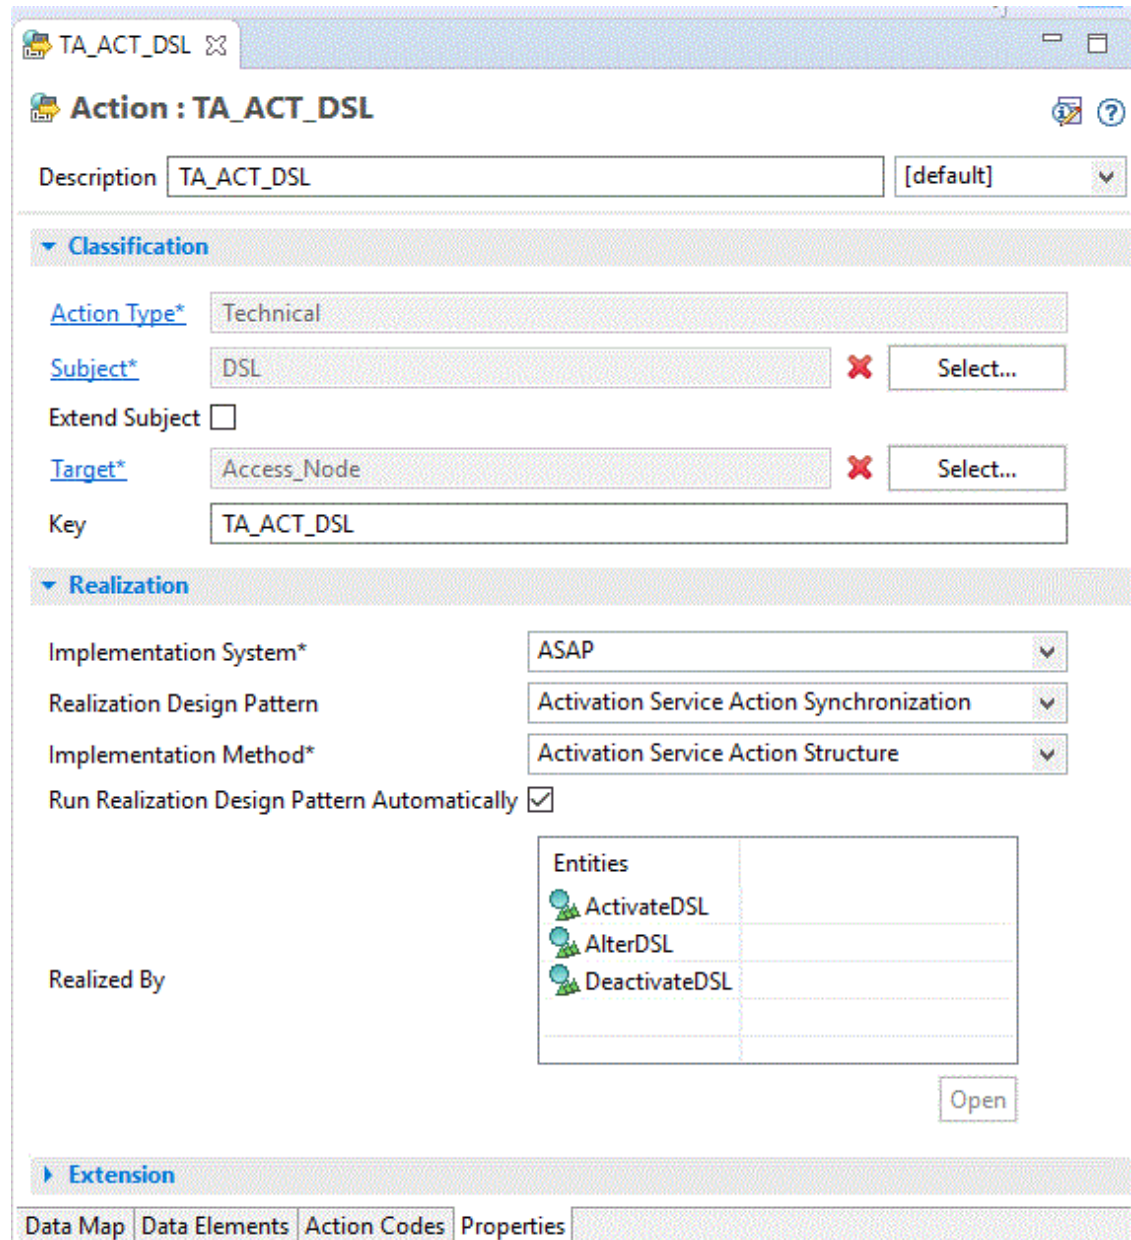 TA_ACT_DSL
Action : TA_ACT_DSL
Description TA_ACT_DSL [default]
Classification
Action Type* Technical
Subject* DSL Select...
Extend Subject
Target* Access_Node Select...
Key TA_ACT_DSL
Realization
Implementation System* ASAP
Realization Design Pattern Activation Service Action Synchronization
Implementation Method* Activation Service Action Structure
Run Realization Design Pattern Automatically
Entities
ActivateDSL
AlterDSL
Realized By DeactivateDSL
Open
Extension
Data Map Data Elements Action Codes Properties